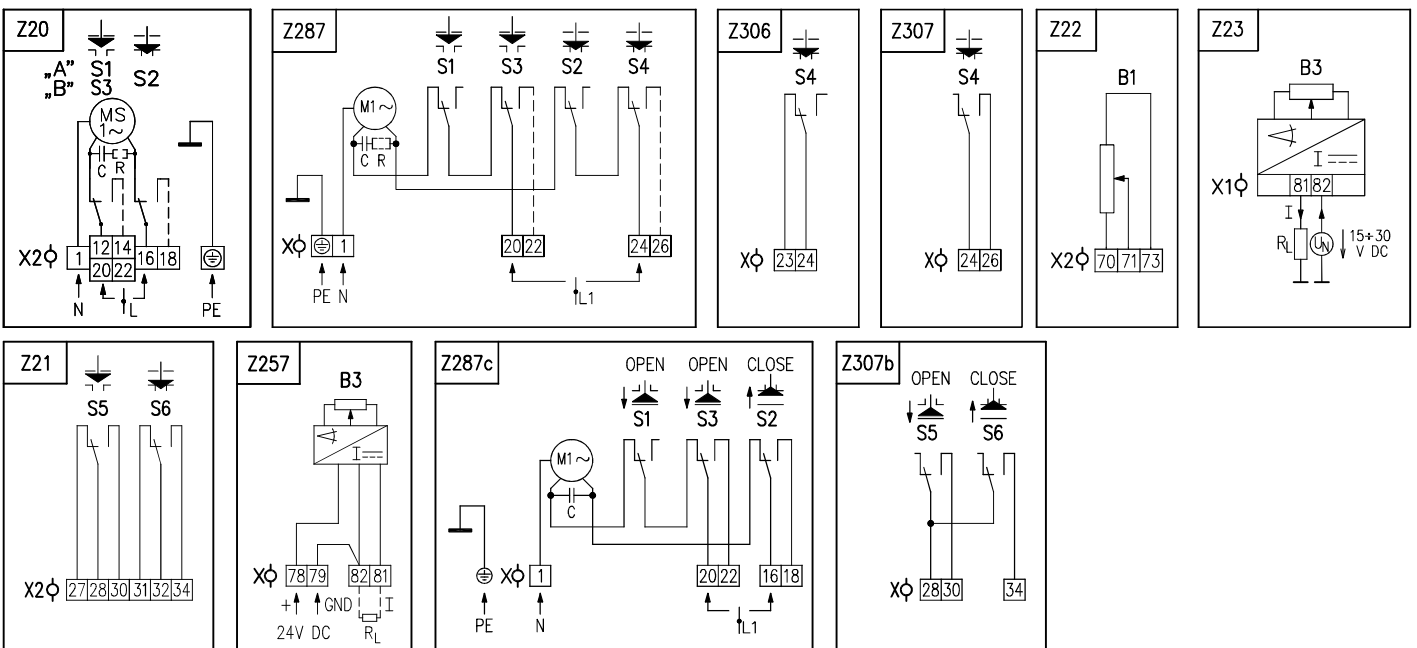 Z20
„A” S1 S2
„B” S3
MS
1~
C R
X2 1 12 14 16 18
20 22
N L PE
Z287
S1 S3 S2 S4
M1~
C R
X 1 20 22 24 26
PE N L1
Z306
S4
X 23 24
Z307
S4
X 24 26
Z22
B1
X2 70 71 73
Z23
B3
I
X1 81 82
I
RL UN 15÷30
V DC
Z21
S5 S6
X2 27 28 30 31 32 34
Z257
B3
I
X 78 79 82 81
+ GND I
24V DC RL
Z287c
OPEN OPEN CLOSE
S1 S3 S2
M1~
C
X 1 20 22 16 18
PE N L1
Z307b
OPEN CLOSE
S5 S6
X 28 30 34